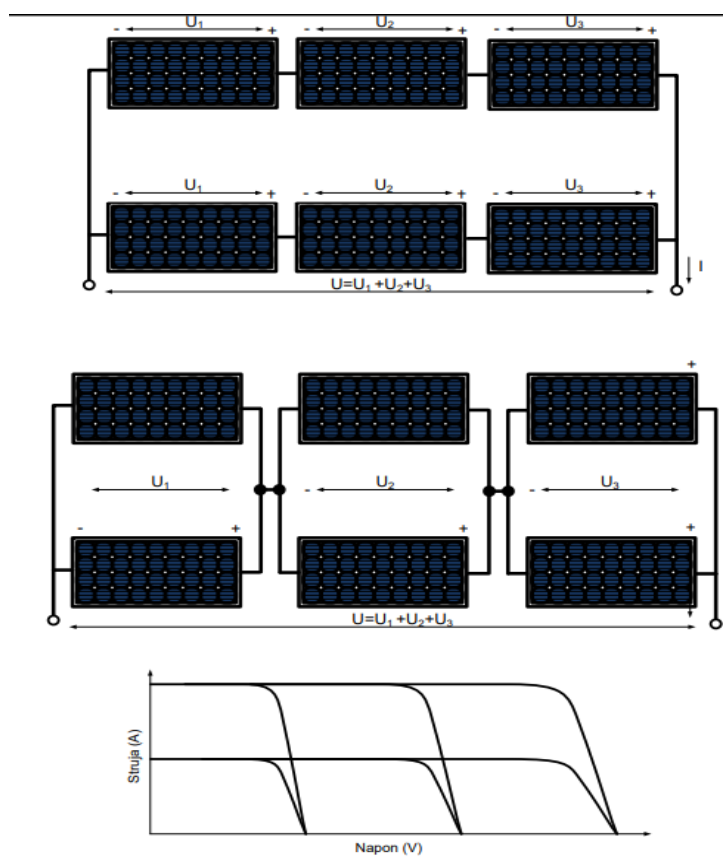 U₁ U₂ U₃
- + - + - +
U₁ U₂ U₃
- + - + - +
I
U=U₁ +U₂+U₃
+
U₁ U₂ U₃
- -
- + + +
U=U₁ +U₂+U₃
Struja (A)
Napon (V)